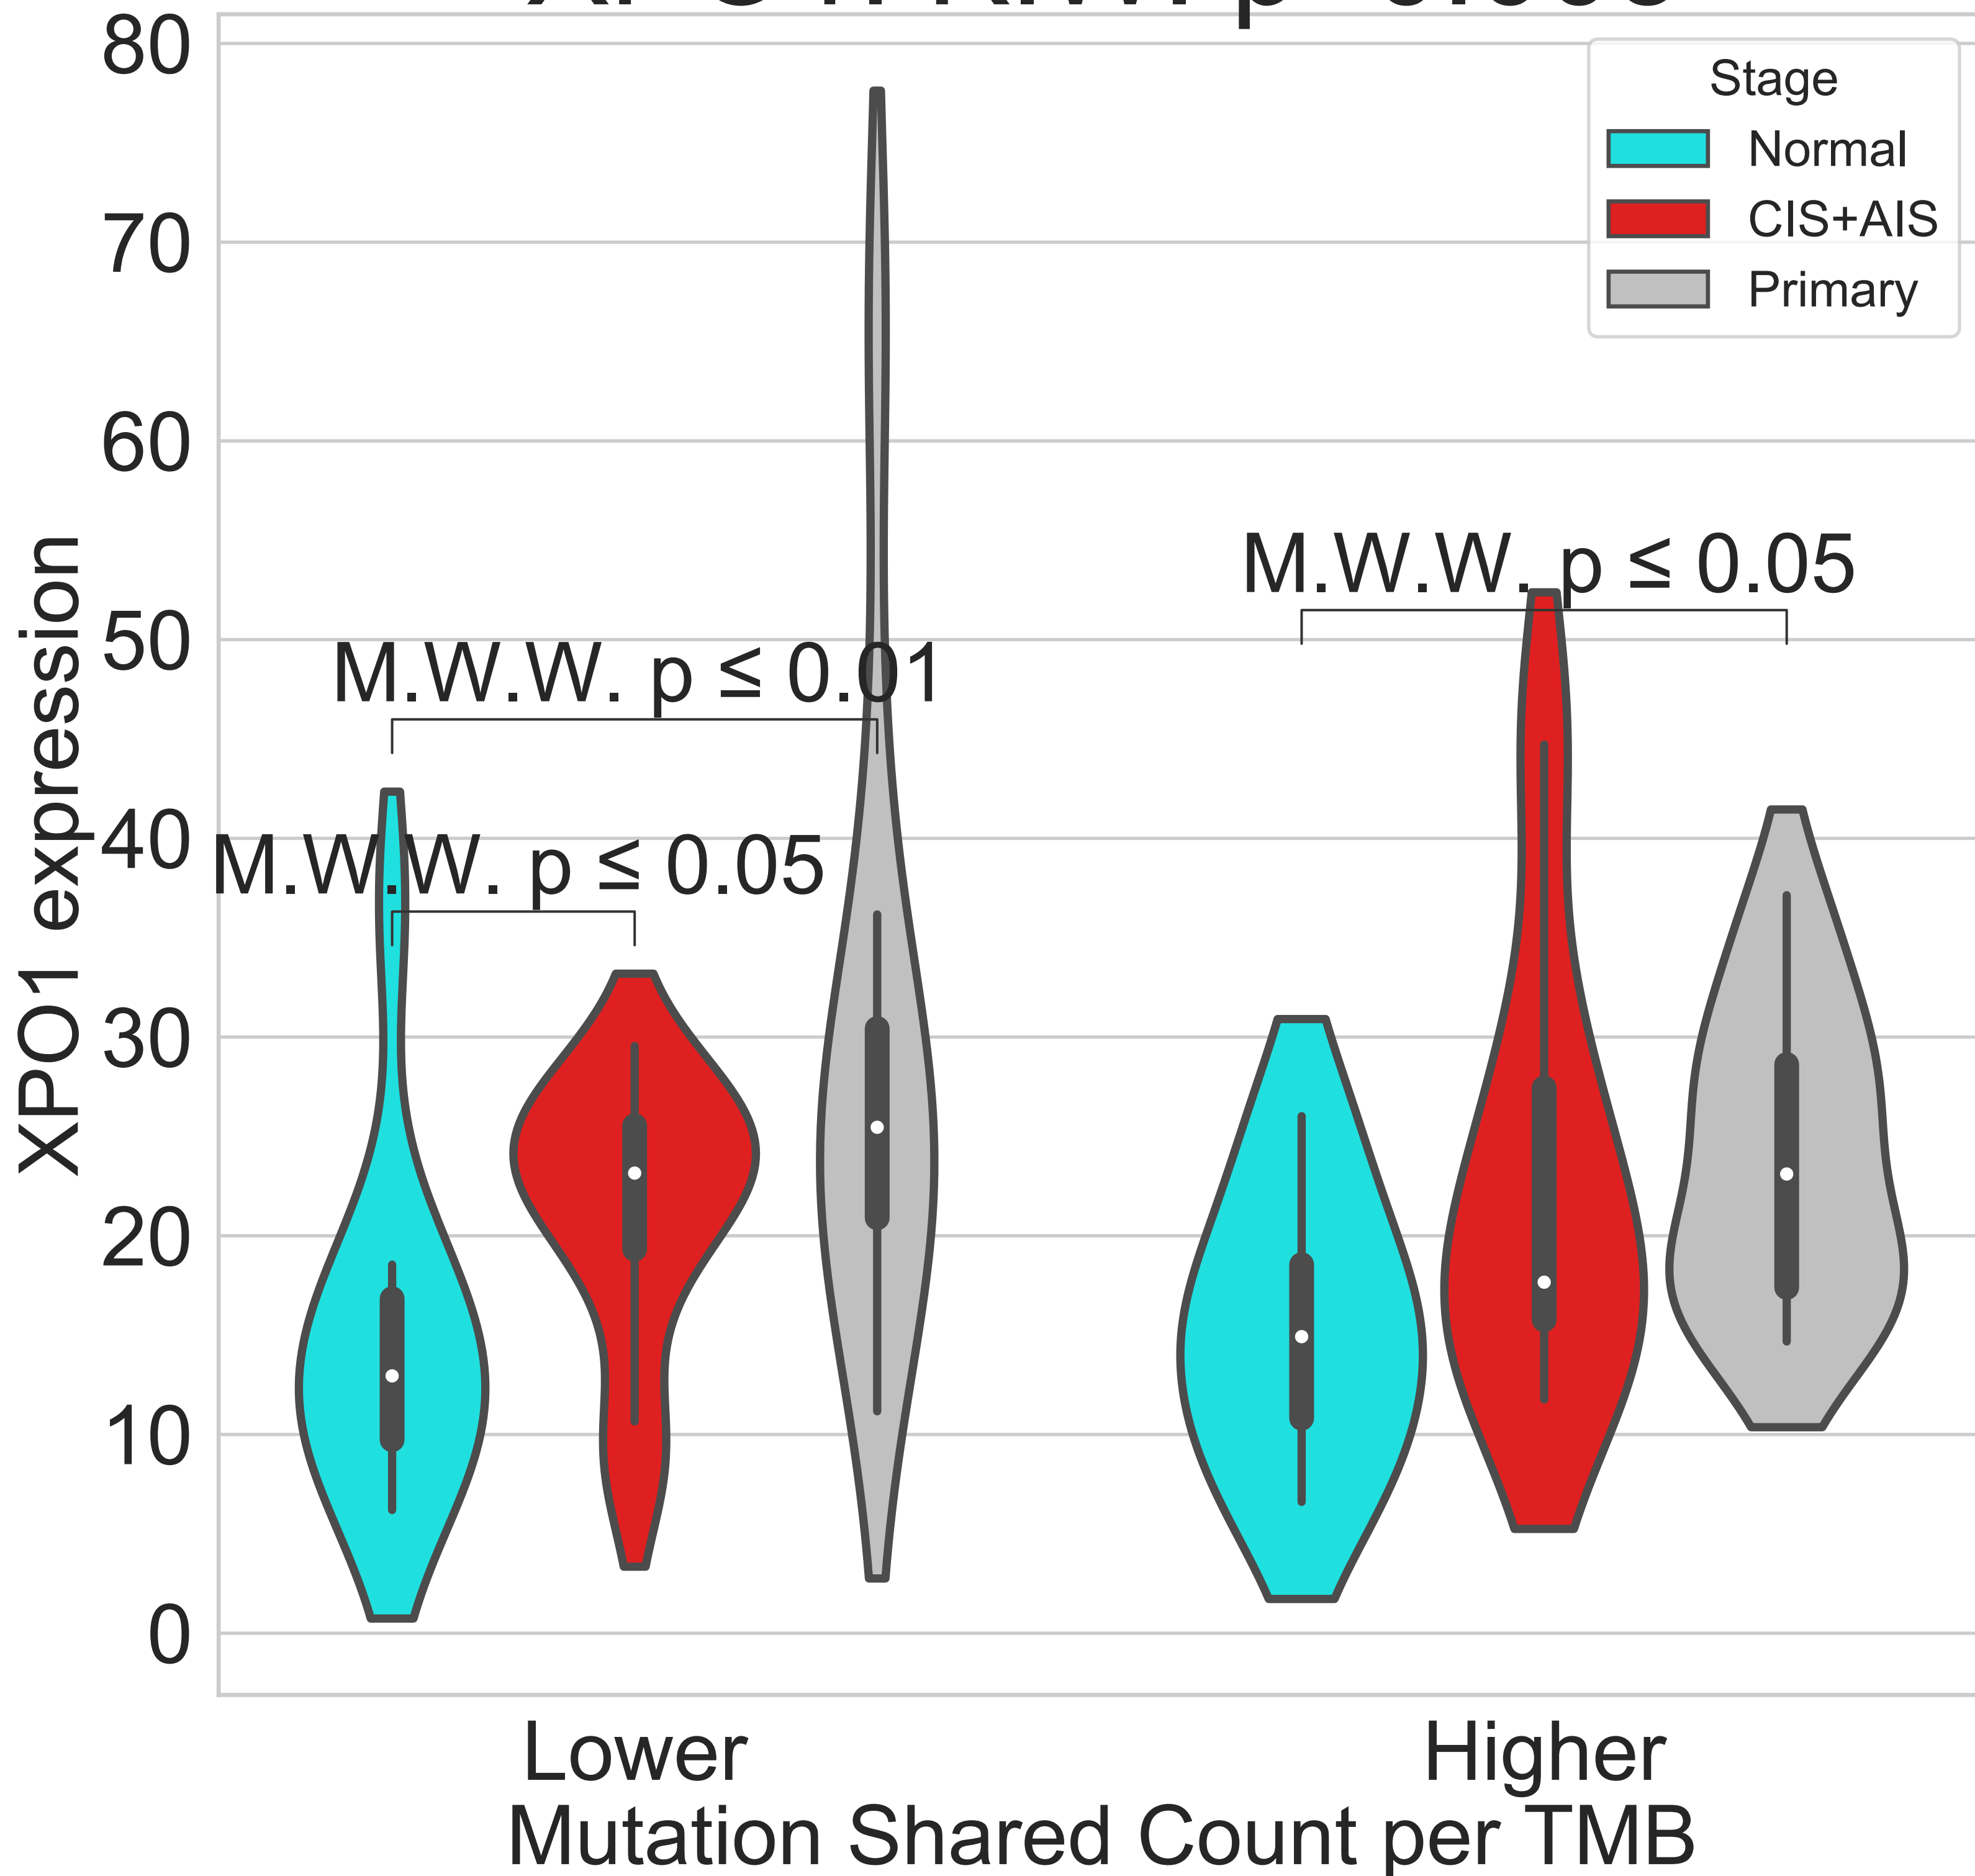 80
Stage
Normal
CIS+AIS
Primary
70
60
M.W.W. p ≤ 0.05
50
M.W.W. p ≤ 0.01
40
M.W.W. p ≤ 0.05
30
20
10
0
XPO1 expression
Lower
Higher
Mutation Shared Count per TMB